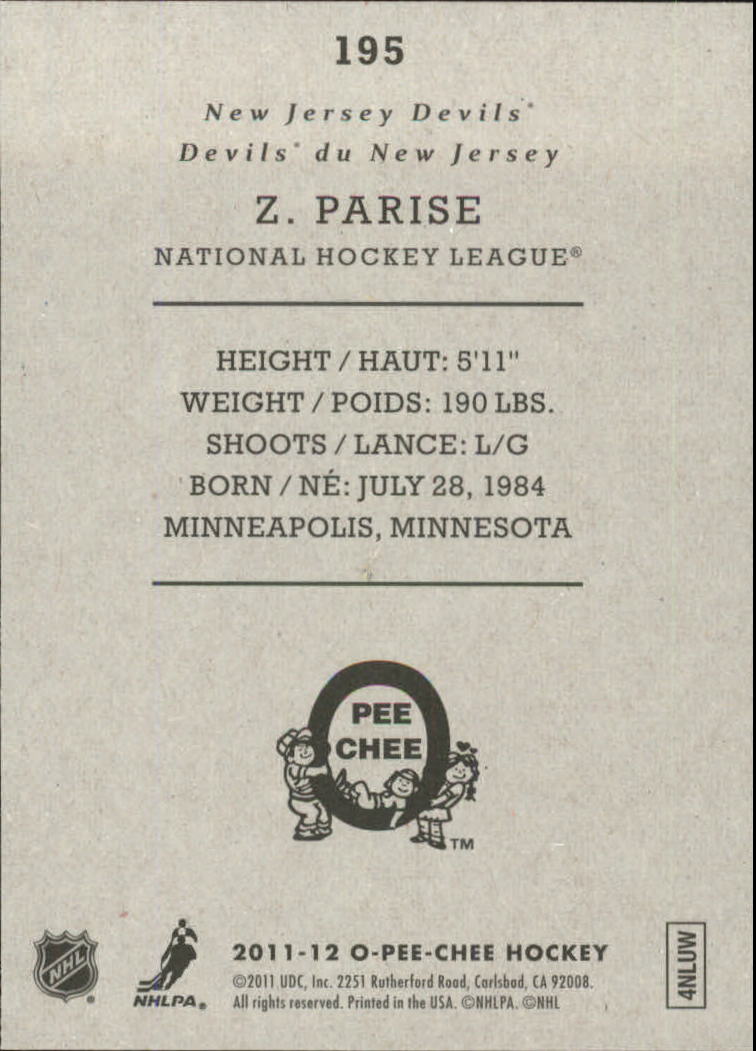 195
New Jersey Devils®
Devils® du New Jersey
Z. PARISE
NATIONAL HOCKEY LEAGUE®
HEIGHT / HAUT: 5'11"
WEIGHT / POIDS: 190 LBS.
SHOOTS / LANCE: L/G
BORN / NÉ: JULY 28, 1984
MINNEAPOLIS, MINNESOTA
O
PEE
CHEE
TM
NHL®
NHLPA®
2011-12 O-PEE-CHEE HOCKEY
©2011 UDC, Inc. 2251 Rutherford Road, Carlsbad, CA 92008.
All rights reserved. Printed in the USA. ©NHLPA. ©NHL
4NLUW